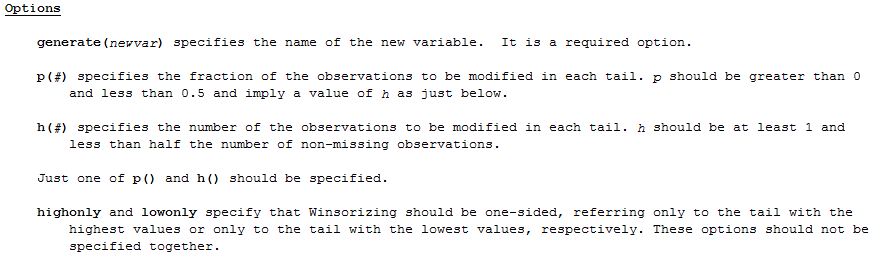 Options
generate(newvar) specifies the name of the new variable. It is a required option.
p(#) specifies the fraction of the observations to be modified in each tail. p should be greater than 0
and less than 0.5 and imply a value of h as just below.
h(#) specifies the number of the observations to be modified in each tail. h should be at least 1 and
less than half the number of non-missing observations.
Just one of p() and h() should be specified.
highonly and lowonly specify that Winsorizing should be one-sided, referring only to the tail with the
highest values or only to the tail with the lowest values, respectively. These options should not be
specified together.